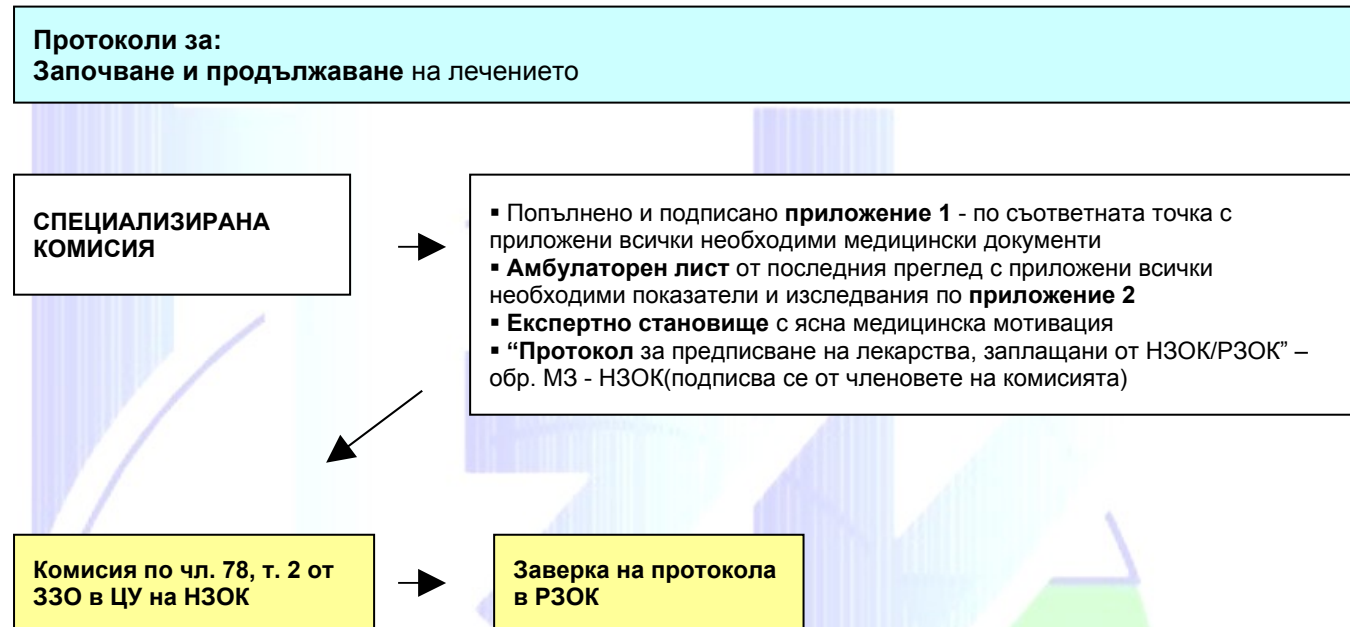 Протоколи за:
Започване и продължаване на лечението
СПЕЦИАЛИЗИРАНА
КОМИСИЯ
▪ Попълнено и подписано приложение 1 - по съответната точка с
приложени всички необходими медицински документи
▪ Амбулаторен лист от последния преглед с приложени всички
необходими показатели и изследвания по приложение 2
▪ Експертно становище с ясна медицинска мотивация
▪ “Протокол за предписване на лекарства, заплащани от НЗОК/РЗОК” –
обр. МЗ - НЗОК(подписва се от членовете на комисията)
Комисия по чл. 78, т. 2 от
ЗЗО в ЦУ на НЗОК
Заверка на протокола
в РЗОК